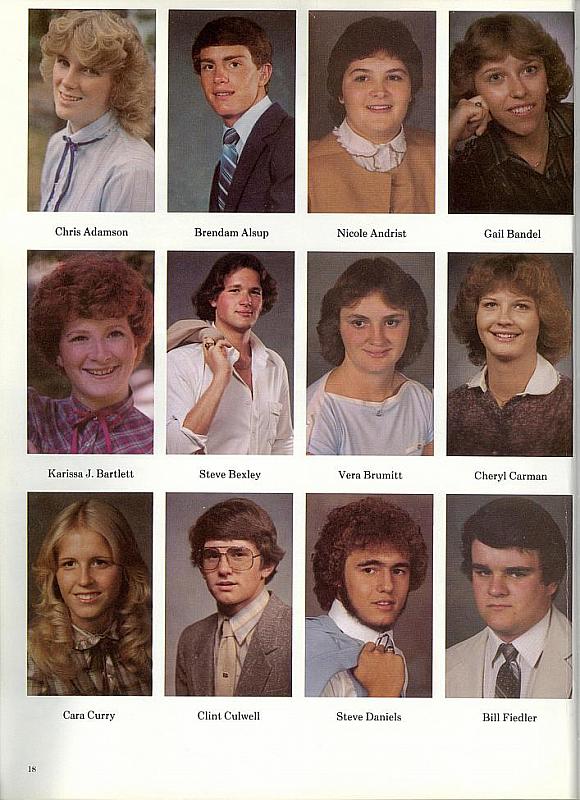 Chris Adamson
Brendam Alsup
Nicole Andrist
Gail Bandel
Karissa J. Bartlett
Steve Bexley
Vera Brumitt
Cheryl Carman
Cara Curry
Clint Culwell
Steve Daniels
Bill Fiedler
18